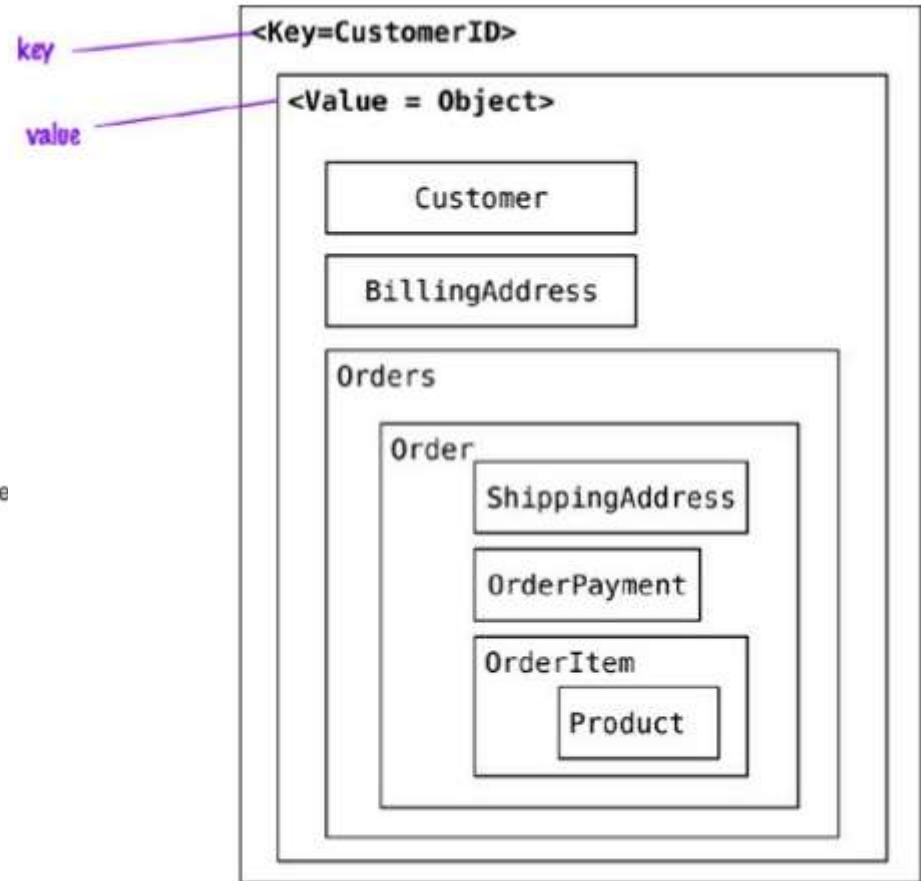 key
<Key=CustomerID>
value
<Value = Object>
Customer
BillingAddress
Orders
Order
ShippingAddress
e
OrderPayment
OrderItem
Product